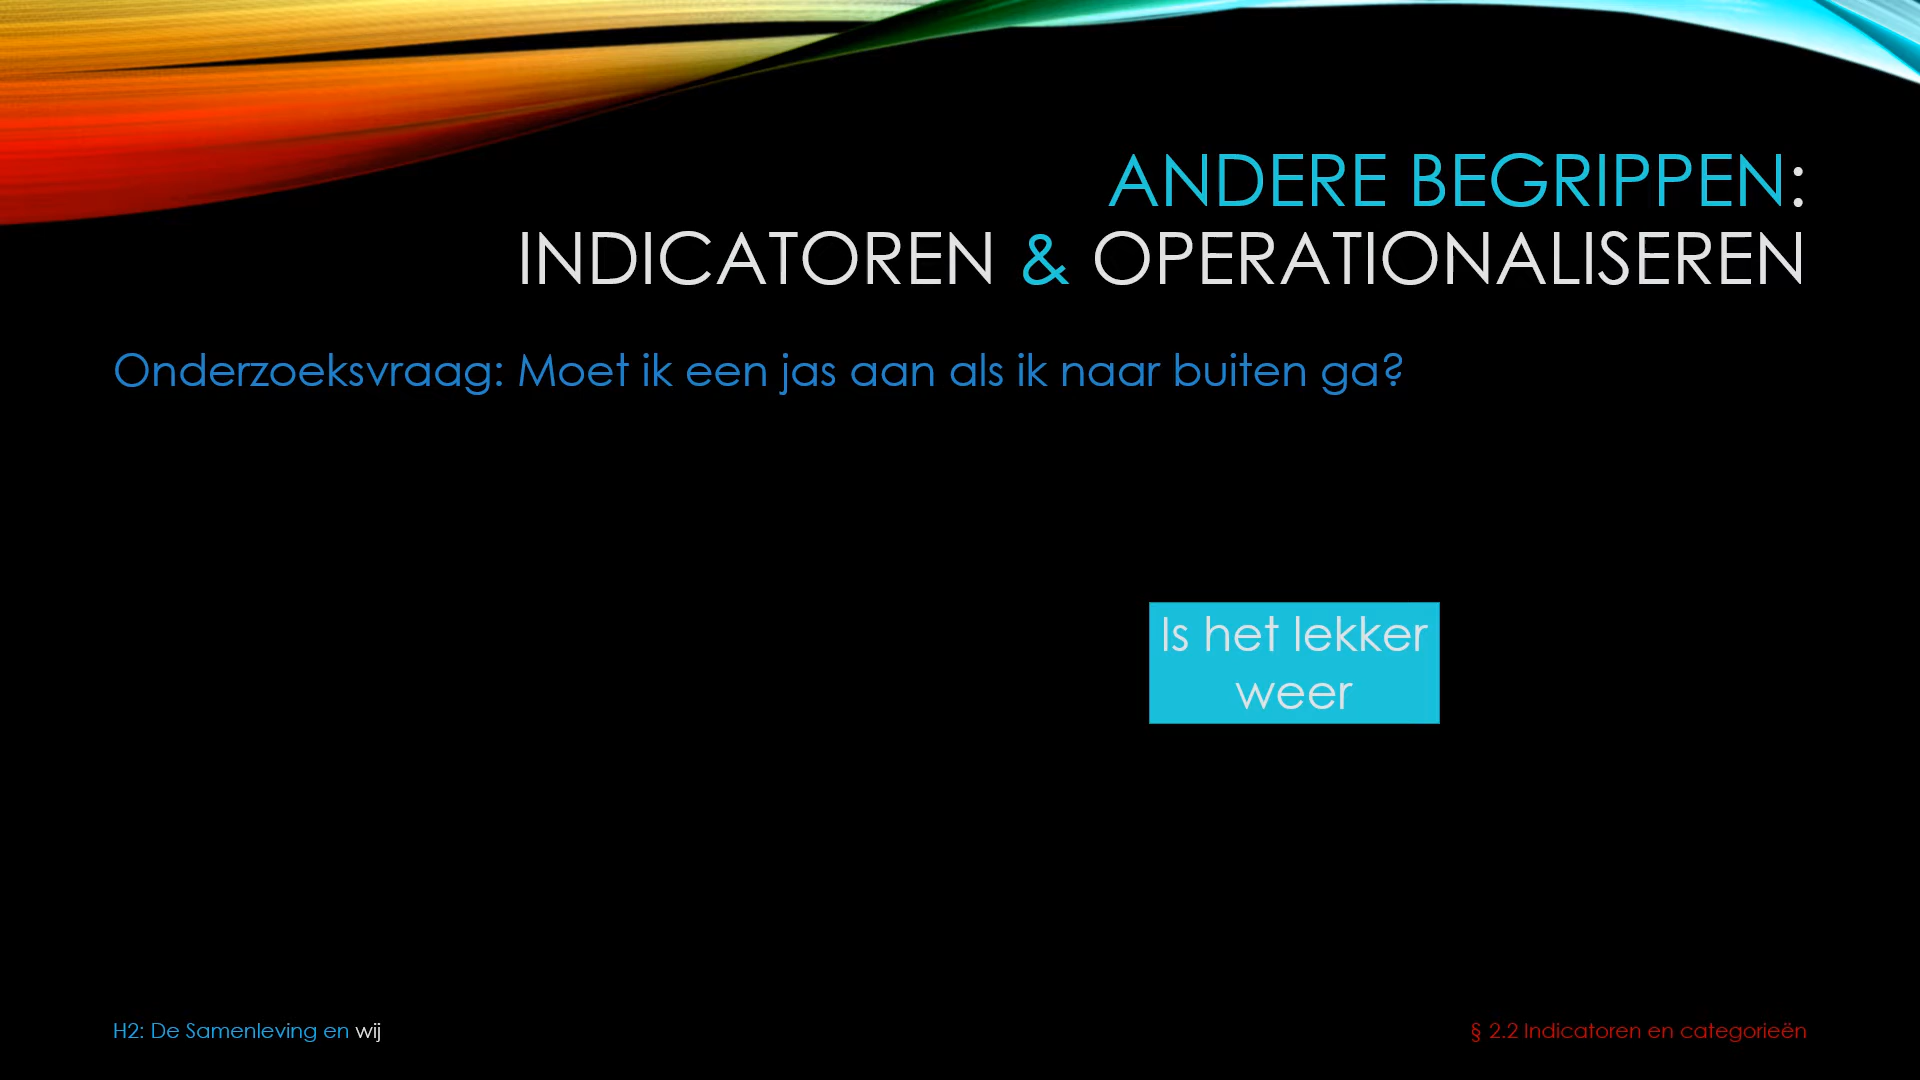 ANDERE BEGRIPPEN:
INDICATOREN & OPERATIONALISEREN
Onderzoeksvraag: Moet ik een jas aan als ik naar buiten ga?
Is het lekker
weer
H2: De Samenleving en wij
§ 2.2 Indicatoren en categorieën